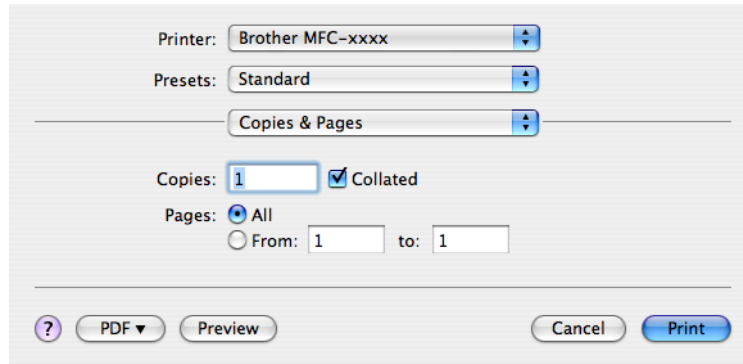 Printer: Brother MFC-xxxx
Presets: Standard
Copies & Pages
Copies: 1 Collated
Pages: All
From: 1 to: 1
? PDF▼ Preview Cancel Print